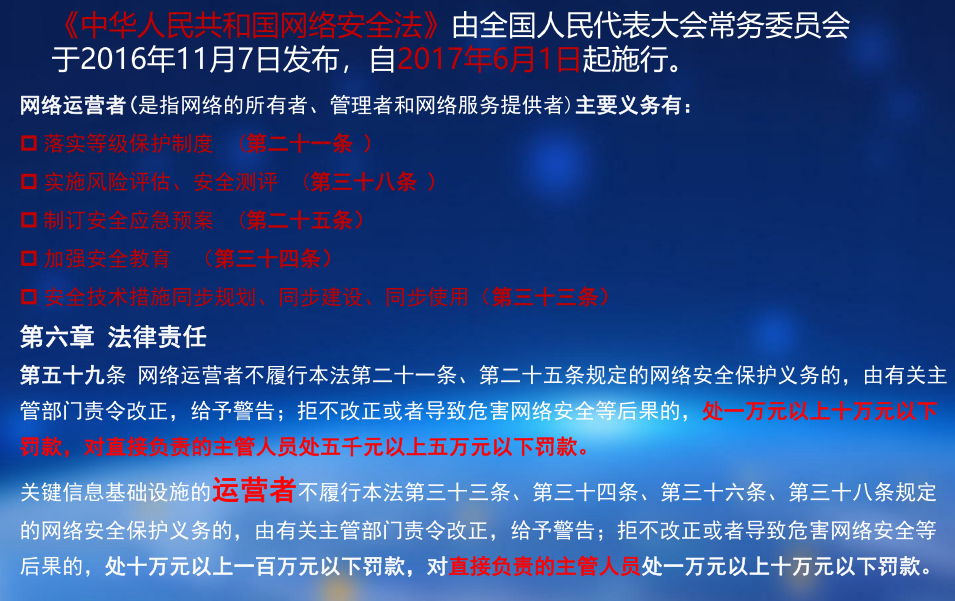 《中华人民共和国网络安全法》由全国人民代表大会常务委员会
于2016年11月7日发布，自2017年6月1日起施行。
网络运营者(是指网络的所有者、管理者和网络服务提供者)主要义务有：
落实等级保护制度 （第二十一条 ）
实施风险评估、安全测评 （第三十八条 ）
制订安全应急预案 （第二十五条）
加强安全教育 （第三十四条）
安全技术措施同步规划、同步建设、同步使用（第三十三条）
第六章 法律责任
第五十九条 网络运营者不履行本法第二十一条、第二十五条规定的网络安全保护义务的，由有关主
管部门责令改正，给予警告；拒不改正或者导致危害网络安全等后果的，处一万元以上十万元以下
罚款，对直接负责的主管人员处五千元以上五万元以下罚款。
关键信息基础设施的运营者不履行本法第三十三条、第三十四条、第三十六条、第三十八条规定
的网络安全保护义务的，由有关主管部门责令改正，给予警告；拒不改正或者导致危害网络安全等
后果的，处十万元以上一百万元以下罚款，对直接负责的主管人员处一万元以上十万元以下罚款。